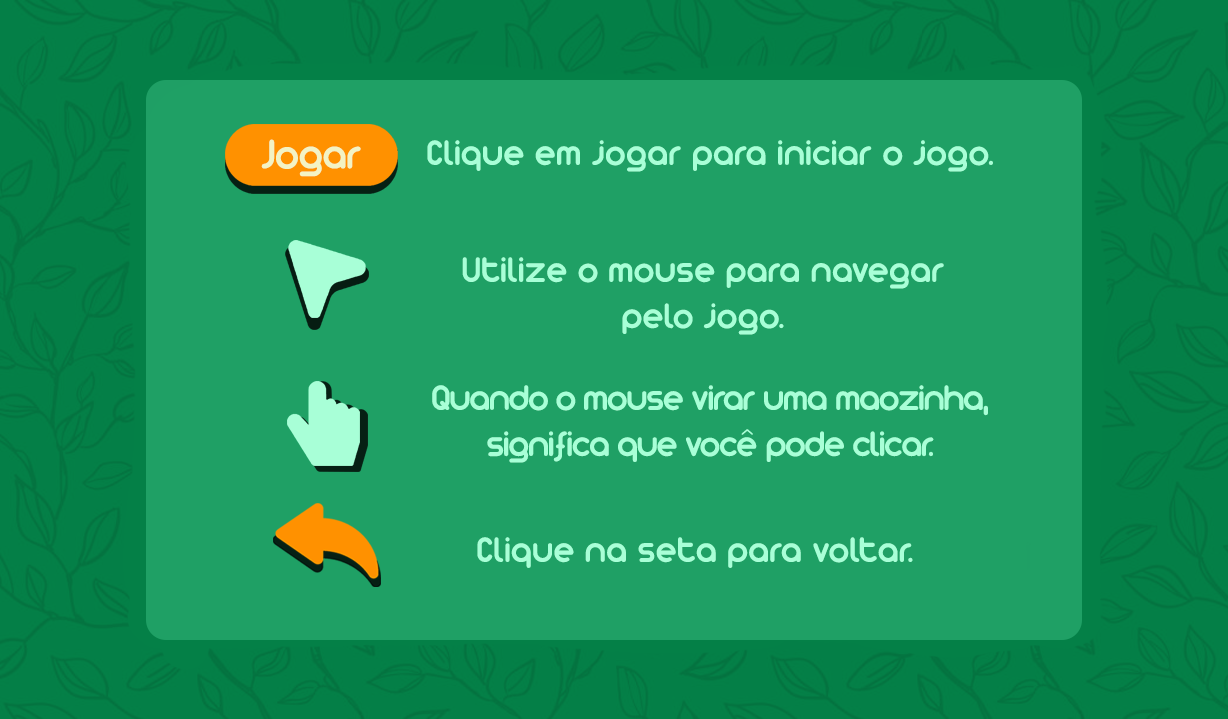 Jogar
Clique em Jogar para iniciar o jogo.
Utilize o mouse para navegar
pelo jogo.
Quando o mouse virar uma maozinha,
significa que você pode clicar.
Clique na seta para voltar.